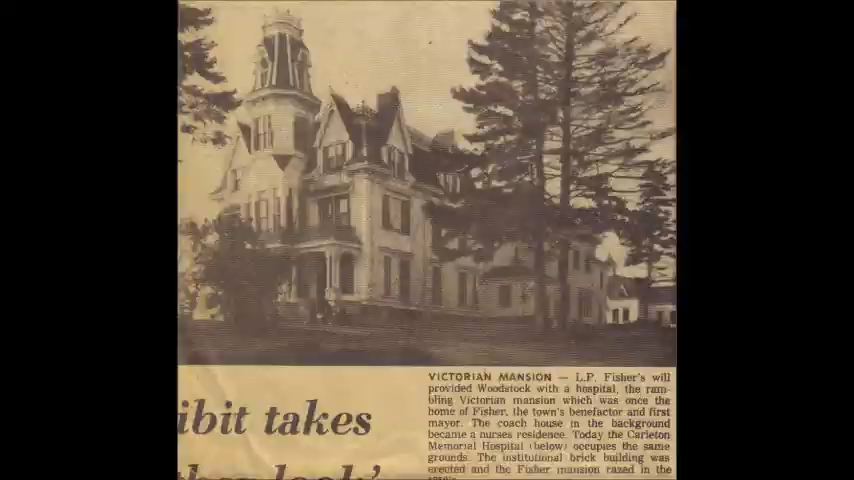 VICTORIAN MANSION — L.P. Fisher's will
provided Woodstock with a hospital, the ram-
bling Victorian mansion which was once the
home of Fisher, the town's benefactor and first
mayor. The coach house in the background
became a nurses residence. Today the Carleton
Memorial Hospital (below) occupies the same
grounds. The institutional brick building was
erected and the Fisher mansion razed in the
ibit takes
look'